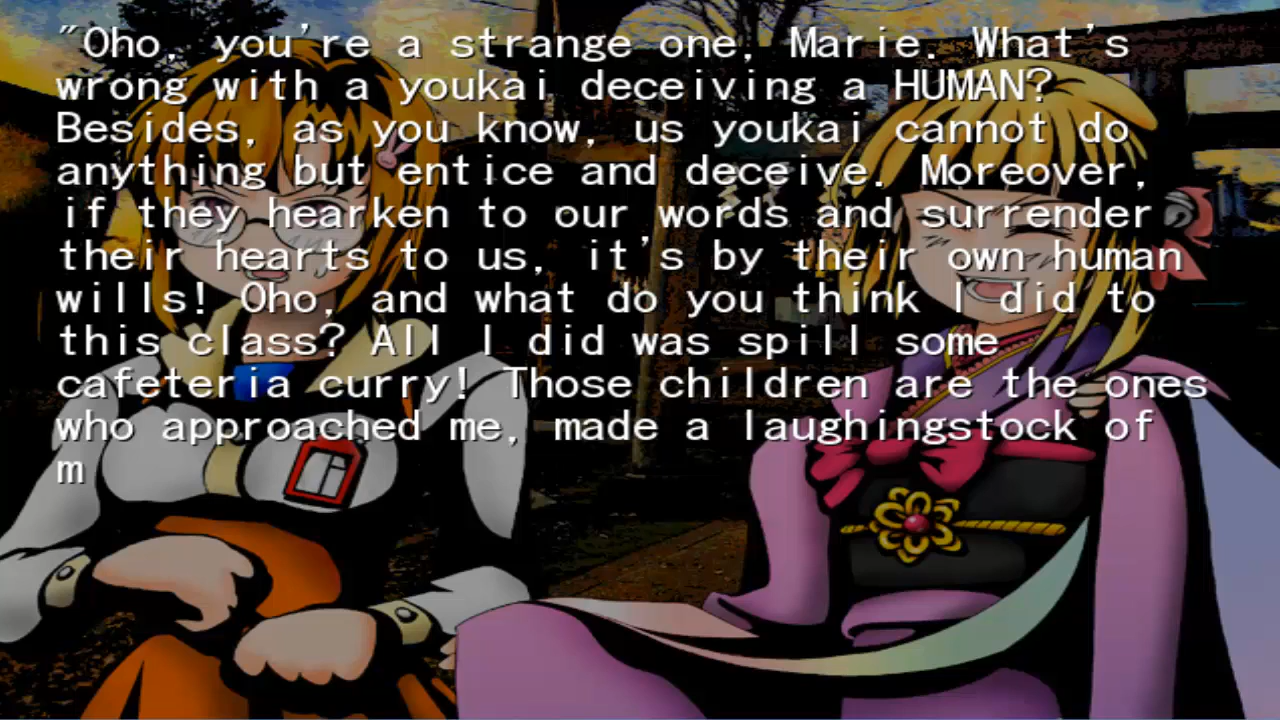 "Oho, you're a strange one, Marie. What's
wrong with a youkai deceiving a HUMAN?
Besides, as you know, us youkai cannot do
anything but entice and deceive. Moreover,
if they hearken to our words and surrender
their hearts to us, it's by their own human
wills! Oho, and what do you think I did to
this class? All I did was spill some
cafeteria curry! Those children are the ones
who approached me, made a laughingstock of
m